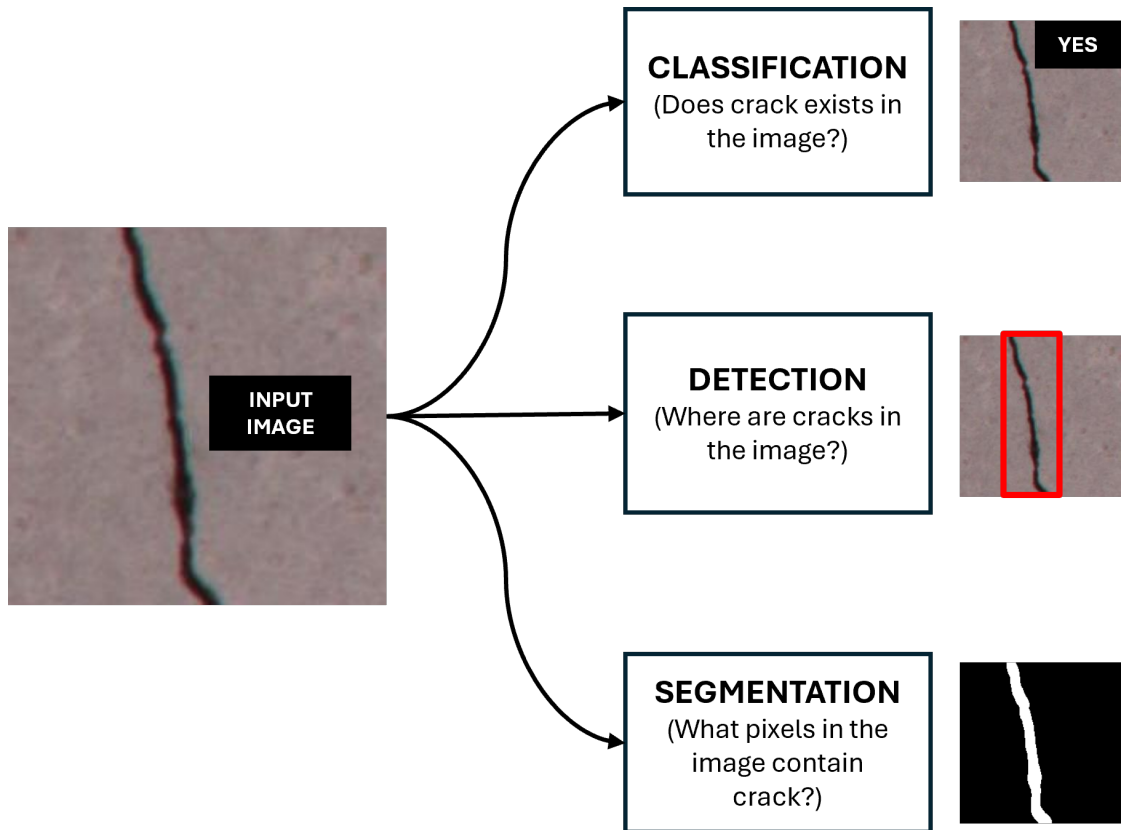 CLASSIFICATION
(Does crack exists in
the image?)
YES
INPUT
IMAGE
DETECTION
(Where are cracks in
the image?)
SEGMENTATION
(What pixels in the
image contain
crack?)